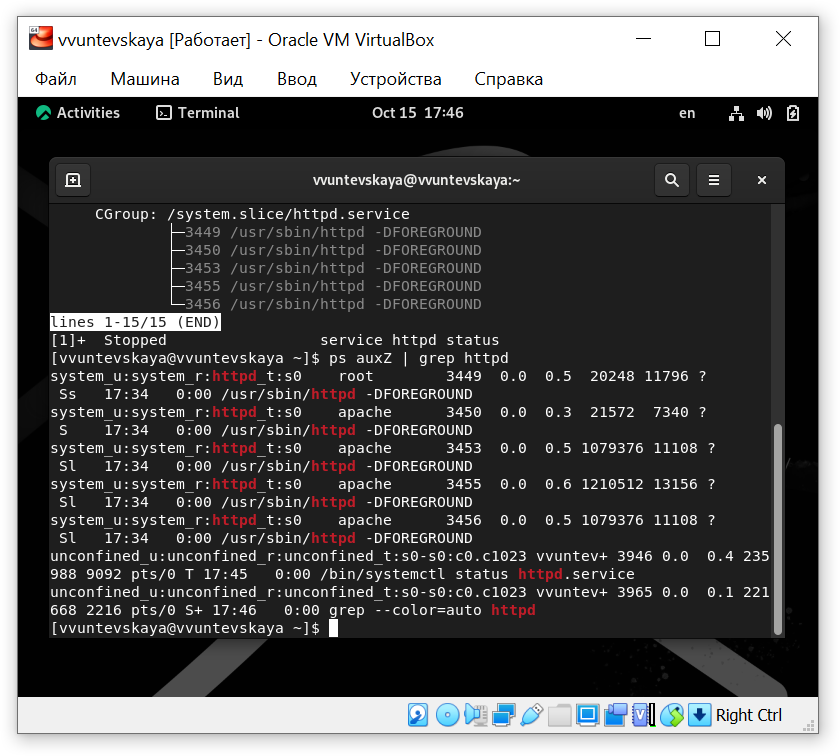 vvuntevskaya [Работает] - Oracle VM VirtualBox
Файл Машина Вид Ввод Устройства Справка
Activities Terminal Oct 15 17:46 en
vvuntevskaya@vvuntevskaya:~
CGroup: /system.slice/httpd.service
├─3449 /usr/sbin/httpd -DFOREGROUND
├─3450 /usr/sbin/httpd -DFOREGROUND
├─3453 /usr/sbin/httpd -DFOREGROUND
├─3455 /usr/sbin/httpd -DFOREGROUND
└─3456 /usr/sbin/httpd -DFOREGROUND
lines 1-15/15 (END)
[1]+  Stopped                 service httpd status
[vvuntevskaya@vvuntevskaya ~]$ ps auxZ | grep httpd
system_u:system_r:httpd_t:s0    root        3449  0.0  0.5  20248 11796 ?
Ss   17:34   0:00 /usr/sbin/httpd -DFOREGROUND
system_u:system_r:httpd_t:s0    apache      3450  0.0  0.3  21572  7340 ?
S    17:34   0:00 /usr/sbin/httpd -DFOREGROUND
system_u:system_r:httpd_t:s0    apache      3453  0.0  0.5 1079376 11108 ?
Sl   17:34   0:00 /usr/sbin/httpd -DFOREGROUND
system_u:system_r:httpd_t:s0    apache      3455  0.0  0.6 1210512 13156 ?
Sl   17:34   0:00 /usr/sbin/httpd -DFOREGROUND
system_u:system_r:httpd_t:s0    apache      3456  0.0  0.5 1079376 11108 ?
Sl   17:34   0:00 /usr/sbin/httpd -DFOREGROUND
unconfined_u:unconfined_r:unconfined_t:s0-s0:c0.c1023 vvuntev+ 3946 0.0  0.4 235
988 9092 pts/0 T 17:45   0:00 /bin/systemctl status httpd.service
unconfined_u:unconfined_r:unconfined_t:s0-s0:c0.c1023 vvuntev+ 3965 0.0  0.1 221
668 2216 pts/0 S+ 17:46   0:00 grep --color=auto httpd
[vvuntevskaya@vvuntevskaya ~]$
Right Ctrl